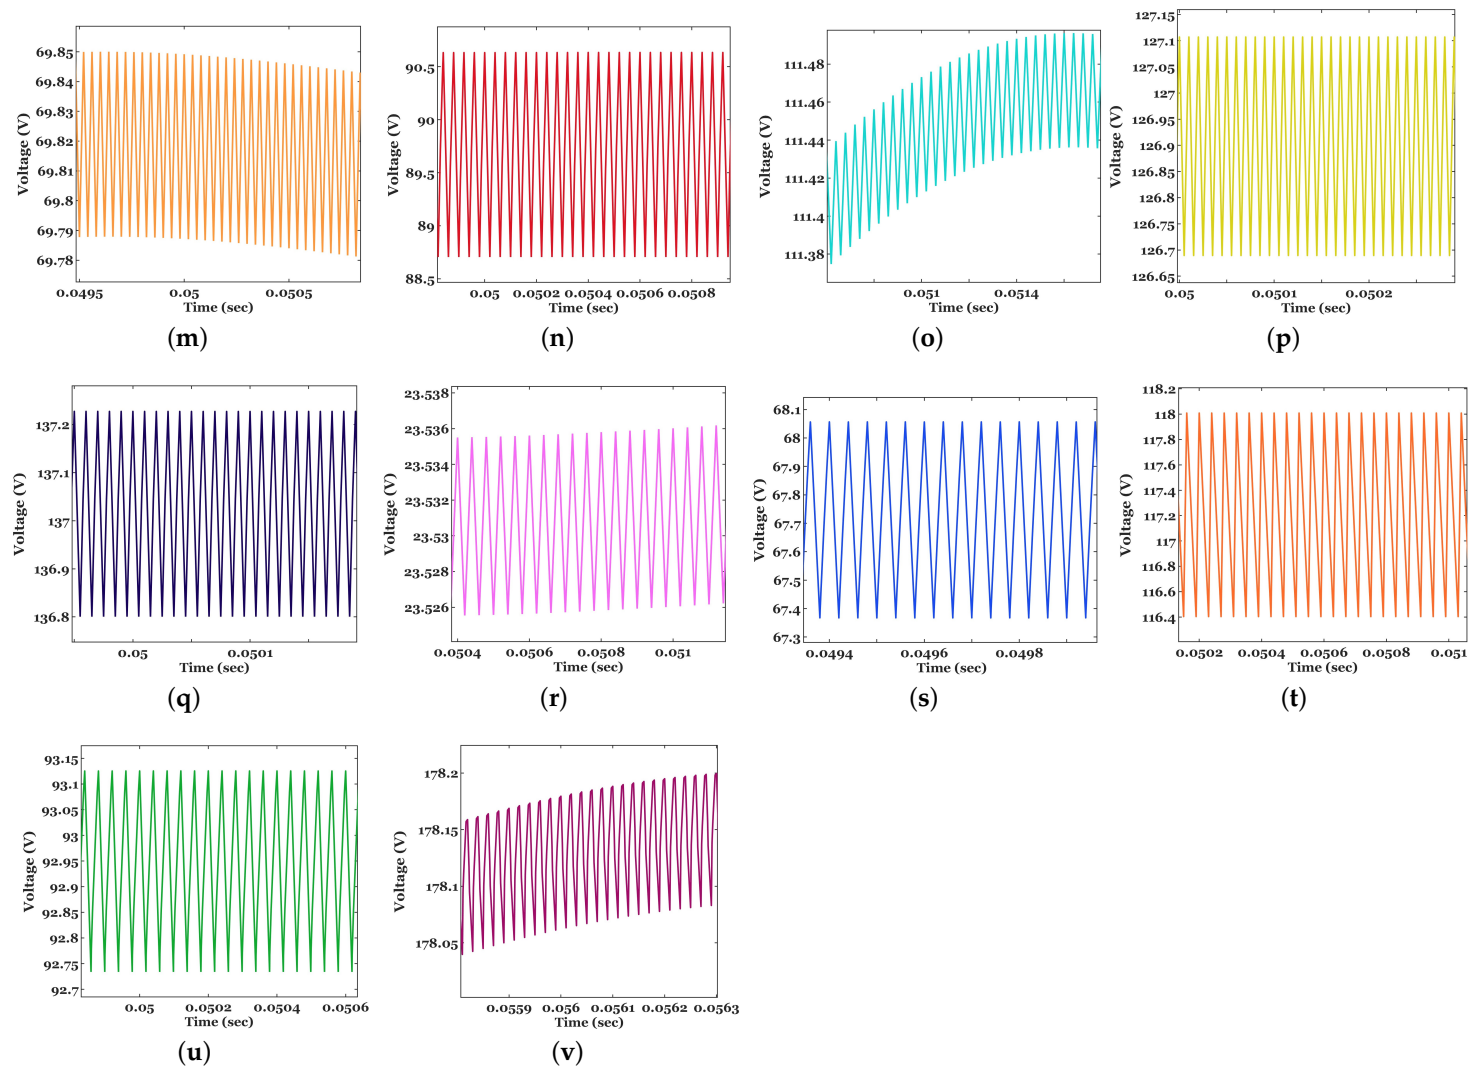 69.85
69.84
69.83
69.82
69.81
69.8
69.79
69.78
Voltage (V)
0.0495 0.05 0.0505
Time (sec)
(m)
90.5
90
89.5
89
88.5
Voltage (V)
0.05 0.0502 0.0504 0.0506 0.0508
Time (sec)
(n)
111.48
111.46
111.44
111.42
111.4
111.38
Voltage (V)
0.051 0.0514
Time (sec)
(o)
127.15
127.1
127.05
127
126.95
126.9
126.85
126.8
126.75
126.7
126.65
Voltage (V)
0.05 0.0501 0.0502
Time (sec)
(p)
137.2
137.1
137
136.9
136.8
Voltage (V)
0.05 0.0501
Time (sec)
(q)
23.538
23.536
23.534
23.532
23.53
23.528
23.526
Voltage (V)
0.0504 0.0506 0.0508 0.051
Time (sec)
(r)
68.1
68
67.9
67.8
67.7
67.6
67.5
67.4
67.3
Voltage (V)
0.0494 0.0496 0.0498
Time (sec)
(s)
118.2
118
117.8
117.6
117.4
117.2
117
116.8
116.6
116.4
Voltage (V)
0.0502 0.0504 0.0506 0.0508 0.051
Time (sec)
(t)
93.15
93.1
93.05
93
92.95
92.9
92.85
92.8
92.75
92.7
Voltage (V)
0.05 0.0502 0.0504 0.0506
Time (sec)
(u)
178.2
178.15
178.1
178.05
Voltage (V)
0.0559 0.056 0.0561 0.0562 0.0563
Time (sec)
(v)